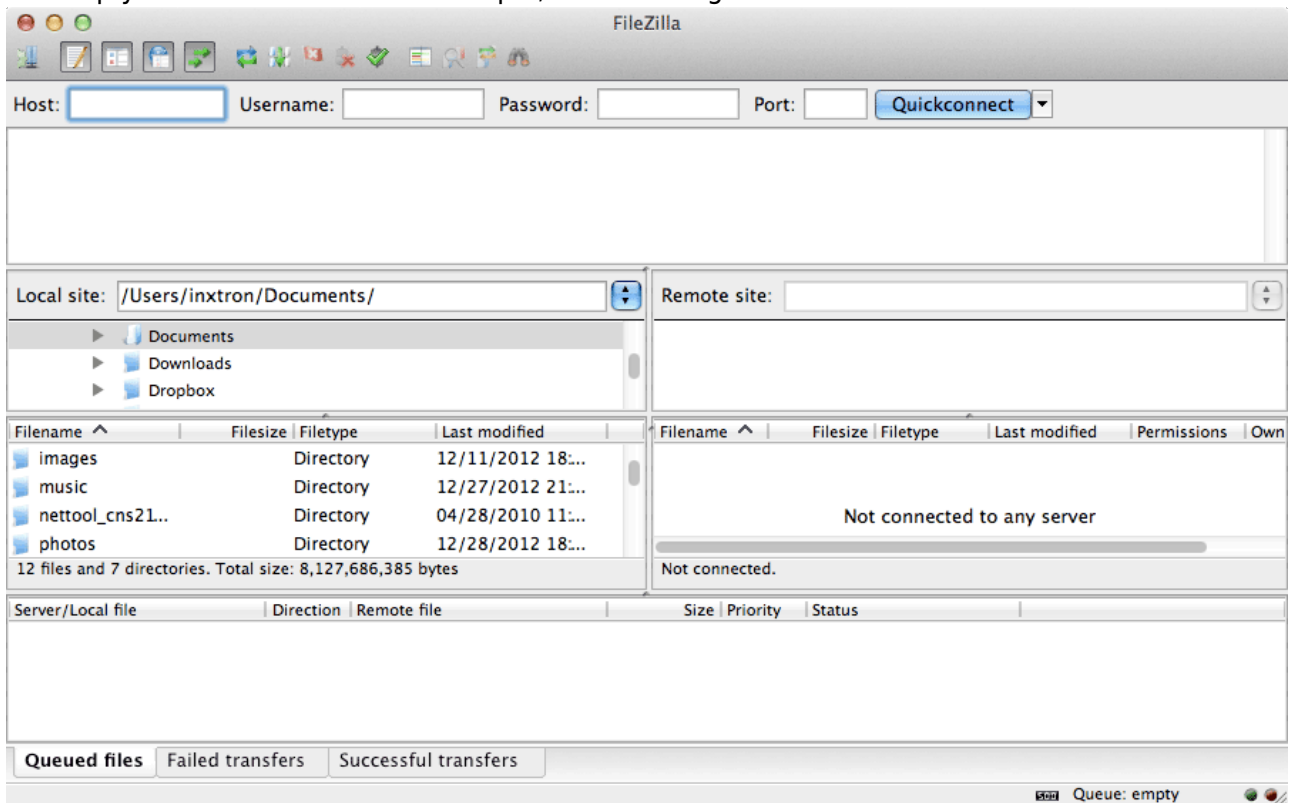 FileZilla
Host: Username: Password: Port: Quickconnect
Local site: /Users/inxtron/Documents/ Remote site:
Documents
Downloads
Dropbox
Filename Filesize Filetype Last modified Filename Filesize Filetype Last modified Permissions Own
images Directory 12/11/2012 18:...
music Directory 12/27/2012 21:...
nettool_cns21... Directory 04/28/2010 11:...
Not connected to any server
photos Directory 12/28/2012 18:...
12 files and 7 directories. Total size: 8,127,686,385 bytes Not connected.
Server/Local file Direction Remote file Size Priority Status
Queued files Failed transfers Successful transfers
Queue: empty